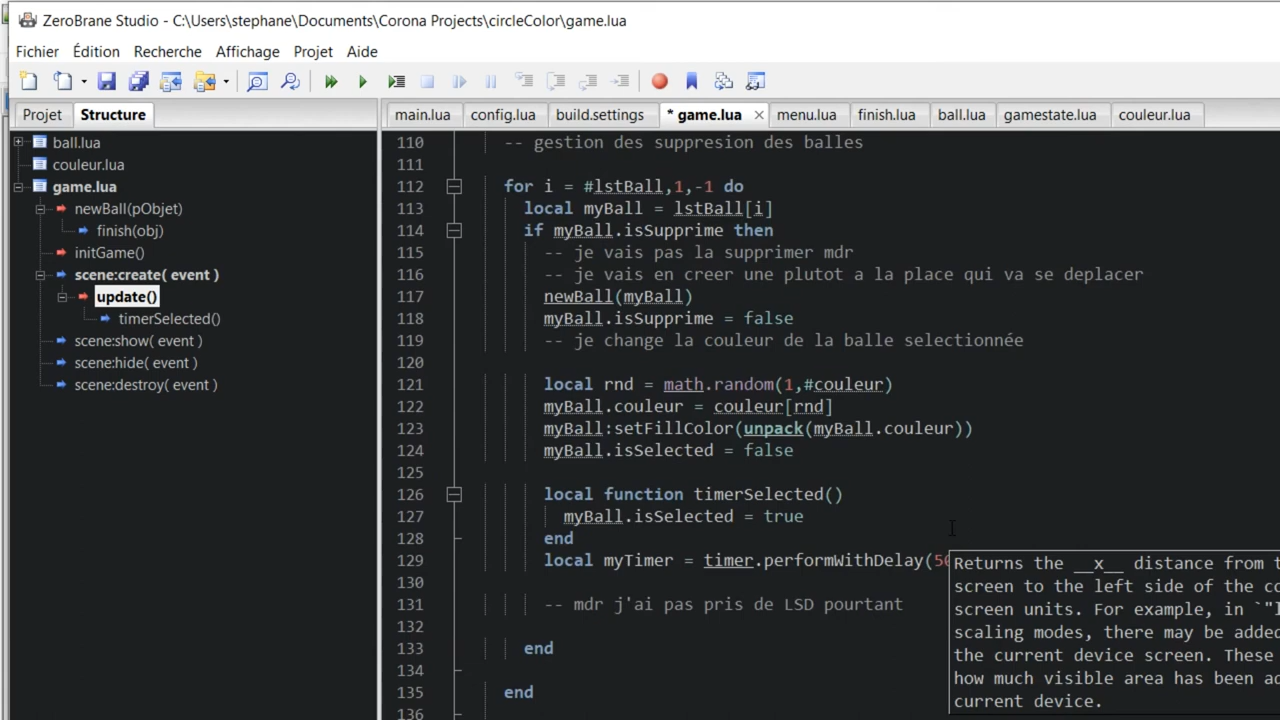 ZeroBrane Studio - C:\Users\stephane\Documents\Corona Projects\circleColor\game.lua
Fichier Édition Recherche Affichage Projet Aide
Projet Structure
main.lua config.lua build.settings * game.lua menu.lua finish.lua ball.lua gamestate.lua couleur.lua
ball.lua
couleur.lua
game.lua
newBall(pObjet)
finish(obj)
initGame()
scene:create( event )
update()
timerSelected()
scene:show( event )
scene:hide( event )
scene:destroy( event )
110 -- gestion des suppresion des balles
111
112 for i = #lstBall,1,-1 do
113 local myBall = lstBall[i]
114 if myBall.isSupprime then
115 -- je vais pas la supprimer mdr
116 -- je vais en creer une plutot a la place qui va se deplacer
117 newBall(myBall)
118 myBall.isSupprime = false
119 -- je change la couleur de la balle selectionnée
120
121 local rnd = math.random(1,#couleur)
122 myBall.couleur = couleur[rnd]
123 myBall:setFillColor(unpack(myBall.couleur))
124 myBall.isSelected = false
125
126 local function timerSelected()
127 myBall.isSelected = true
128 end
129 local myTimer = timer.performWithDelay(
130
131 -- mdr j'ai pas pris de LSD pourtant
132
133 end
134
135 end
136
Returns the __x__ distance from
screen to the left side of the
screen units. For example, in
scaling modes, there may be added
the current device screen. These
how much visible area has been
current device.